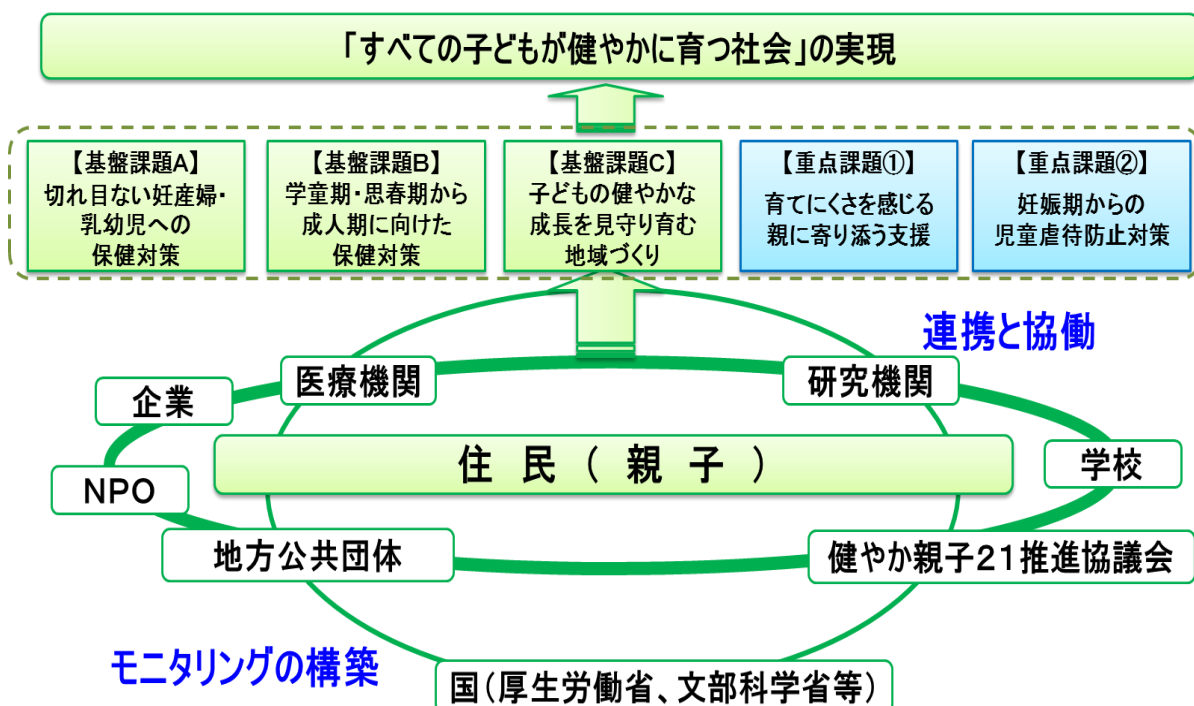 「すべての子どもが健やかに育つ社会」の実現
【基盤課題A】
切れ目ない妊産婦・
乳幼児への
保健対策
【基盤課題B】
学童期・思春期から
成人期に向けた
保健対策
【基盤課題C】
子どもの健やかな
成長を見守り育む
地域づくり
【重点課題①】
育てにくさを感じる
親に寄り添う支援
【重点課題②】
妊娠期からの
児童虐待防止対策
連携と協働
医療機関
研究機関
企業
住民(親子)
学校
NPO
地方公共団体
健やか親子21推進協議会
モニタリングの構築
国(厚生労働省、文部科学省等)